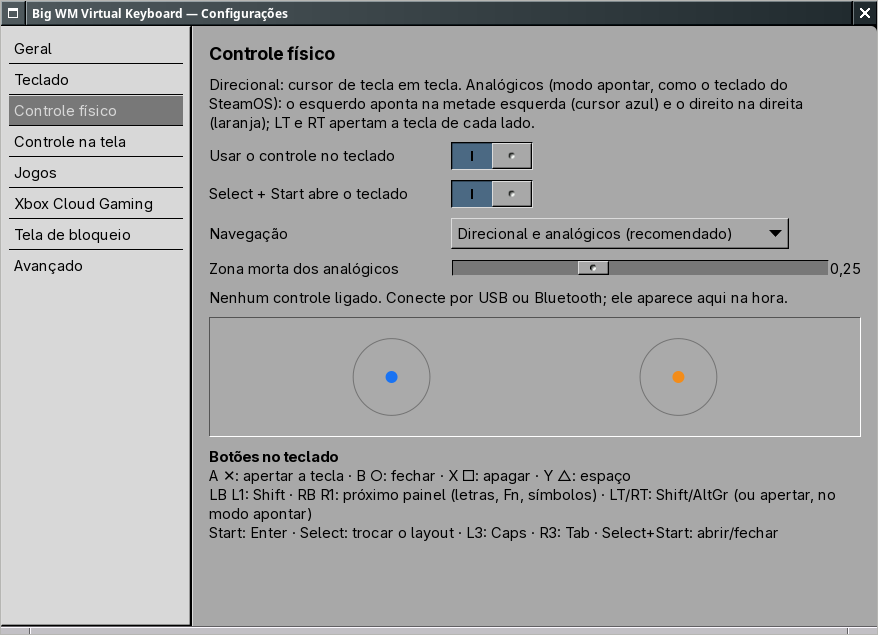 Big WM Virtual Keyboard — Configurações
Geral
Teclado
Controle físico
Controle na tela
Jogos
Xbox Cloud Gaming
Tela de bloqueio
Avançado
Controle físico
Direcional: cursor de tecla em tecla. Analógicos (modo apontar, como o teclado do
SteamOS): o esquerdo aponta na metade esquerda (cursor azul) e o direito na direita
(laranja); LT e RT apertam a tecla de cada lado.
Usar o controle no teclado
Select + Start abre o teclado
Navegação
Direcional e analógicos (recomendado)
Zona morta dos analógicos
0,25
Nenhum controle ligado. Conecte por USB ou Bluetooth; ele aparece aqui na hora.
Botões no teclado
A ✕: apertar a tecla · B ○: fechar · X □: apagar · Y △: espaço
LB L1: Shift · RB R1: próximo painel (letras, Fn, símbolos) · LT/RT: Shift/AltGr (ou apertar, no
modo apontar)
Start: Enter · Select: trocar o layout · L3: Caps · R3: Tab · Select+Start: abrir/fechar